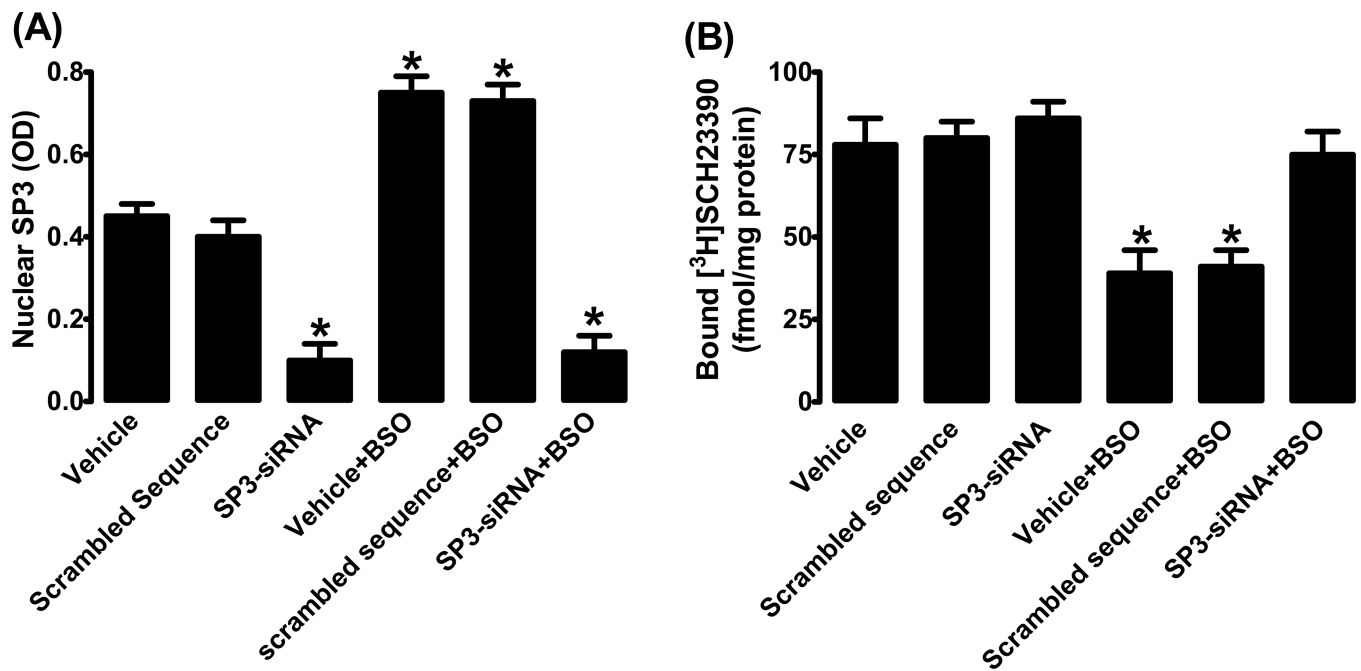 (A)
Nuclear SP3 (OD)
0.8
0.6
0.4
0.2
0.0
*
*
*
*
Vehicle
Scrambled Sequence
SP3-siRNA
Vehicle+BSO
scrambled sequence+BSO
SP3-siRNA+BSO
(B)
Bound [³H]SCH23390
(fmol/mg protein)
100
75
50
25
0
*
*
Vehicle
Scrambled sequence
SP3-siRNA
Vehicle+BSO
Scrambled sequence+BSO
SP3-siRNA+BSO